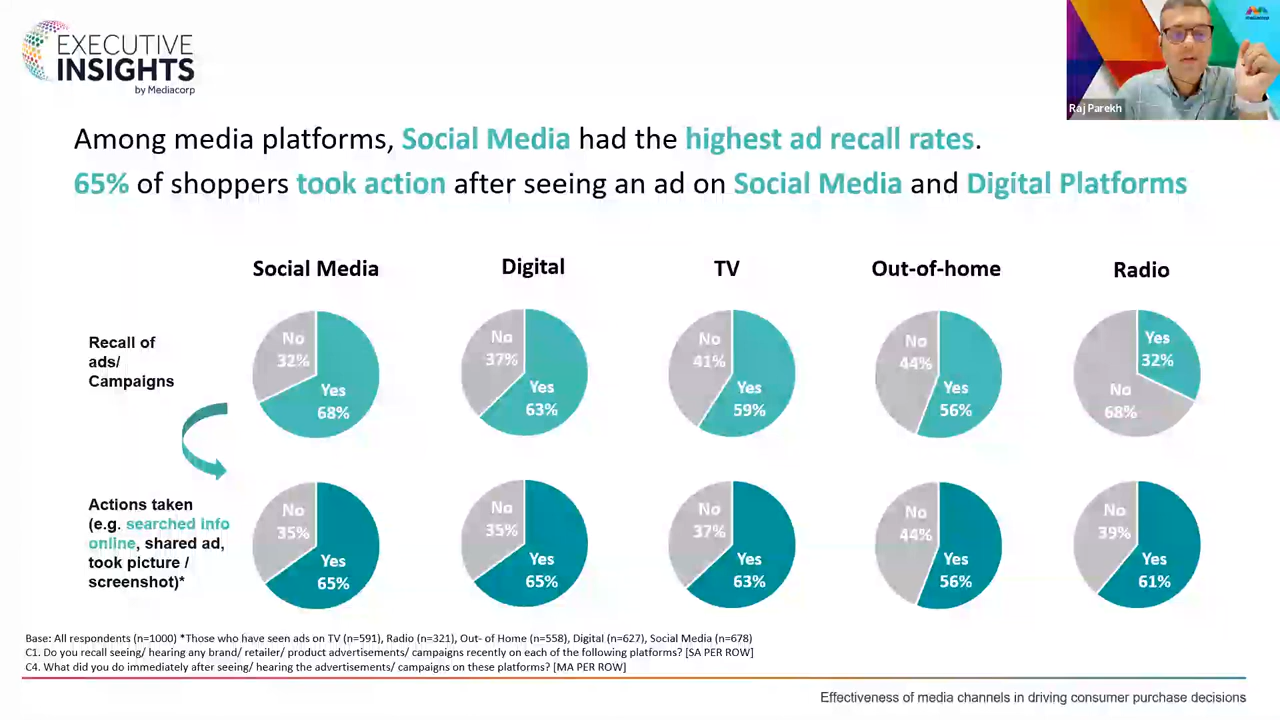 EXECUTIVE
INSIGHTS
by Mediacorp
mediacorp
Raj Parekh
Among media platforms, Social Media had the highest ad recall rates.
65% of shoppers took action after seeing an ad on Social Media and Digital Platforms
Social Media
Digital
TV
Out-of-home
Radio
Recall of
ads/
Campaigns
No
32%
Yes
68%
No
37%
Yes
63%
No
41%
Yes
59%
No
44%
Yes
56%
Yes
32%
No
68%
Actions taken
(e.g. searched info
online, shared ad,
took picture /
screenshot)*
No
35%
Yes
65%
No
35%
Yes
65%
No
37%
Yes
63%
No
44%
Yes
56%
No
39%
Yes
61%
Base: All respondents (n=1000) *Those who have seen ads on TV (n=591), Radio (n=321), Out- of Home (n=558), Digital (n=627), Social Media (n=678)
C1. Do you recall seeing/ hearing any brand/ retailer/ product advertisements/ campaigns recently on each of the following platforms? [SA PER ROW]
C4. What did you do immediately after seeing/ hearing the advertisements/ campaigns on these platforms? [MA PER ROW]
Effectiveness of media channels in driving consumer purchase decisions